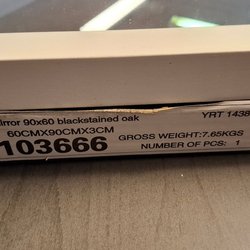 irror 90x60 blackstained oak YRT 1438
60CMX90CMX3CM GROSS WEIGHT:7.65KGS
103666 NUMBER OF PCS: 1